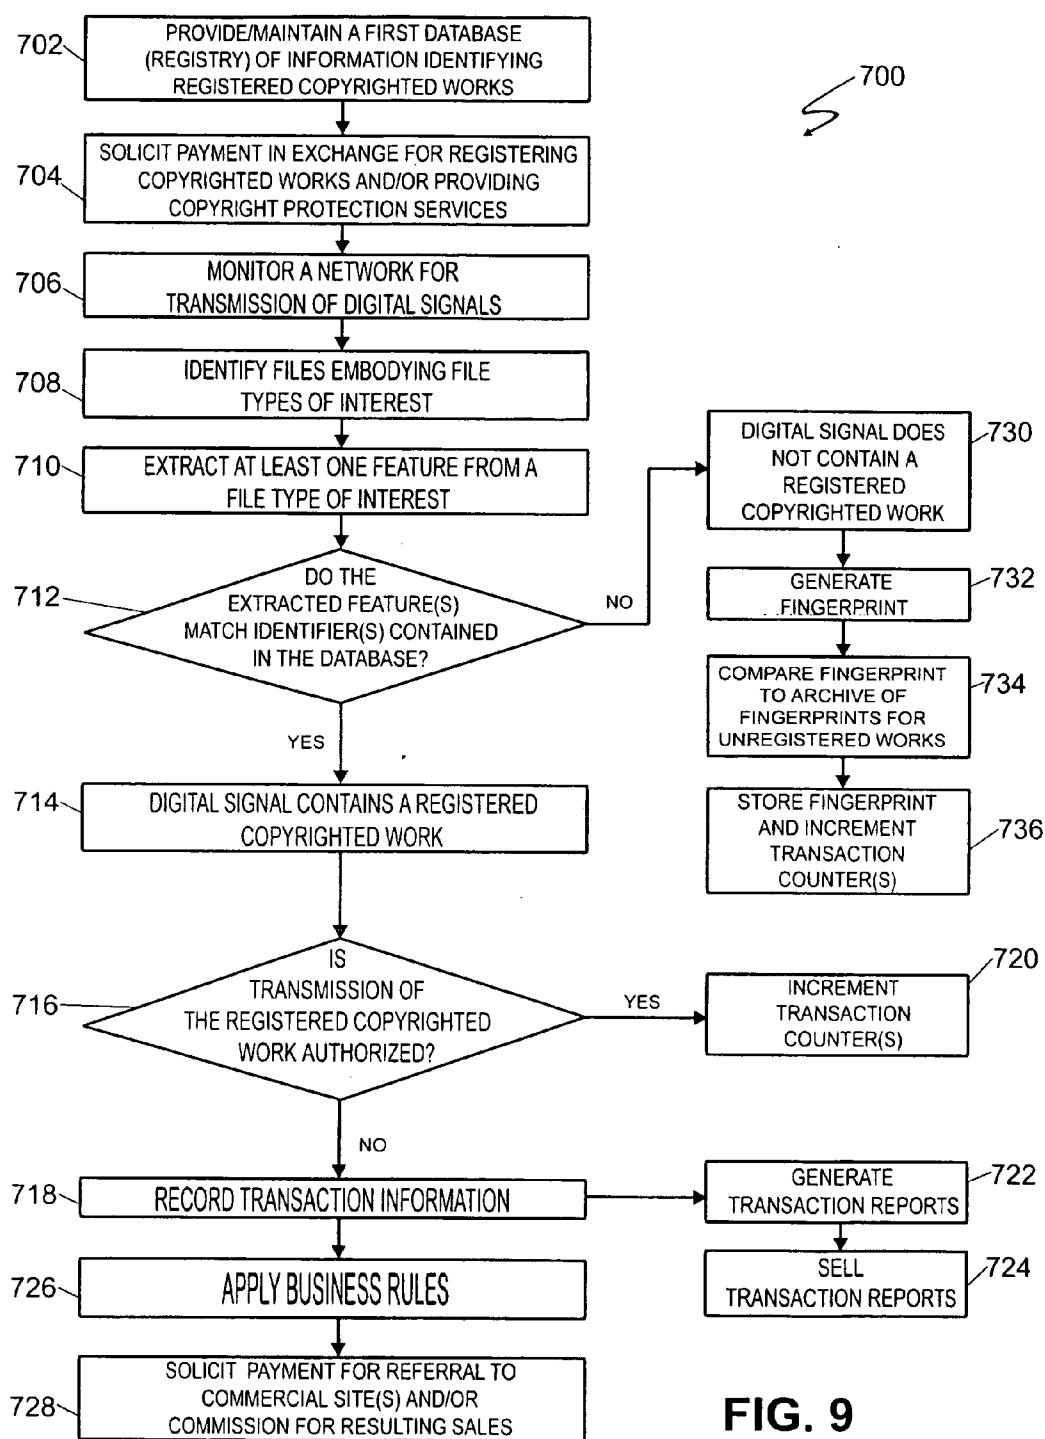 702
PROVIDE/MAINTAIN A FIRST DATABASE
(REGISTRY) OF INFORMATION IDENTIFYING
REGISTERED COPYRIGHTED WORKS
700
704
SOLICIT PAYMENT IN EXCHANGE FOR REGISTERING
COPYRIGHTED WORKS AND/OR PROVIDING
COPYRIGHT PROTECTION SERVICES
706
MONITOR A NETWORK FOR
TRANSMISSION OF DIGITAL SIGNALS
708
IDENTIFY FILES EMBODYING FILE
TYPES OF INTEREST
710
EXTRACT AT LEAST ONE FEATURE FROM A
FILE TYPE OF INTEREST
712
DO THE
EXTRACTED FEATURE(S)
MATCH IDENTIFIER(S) CONTAINED
IN THE DATABASE?
NO
YES
DIGITAL SIGNAL DOES
NOT CONTAIN A
REGISTERED
COPYRIGHTED WORK
730
GENERATE
FINGERPRINT
732
COMPARE FINGERPRINT
TO ARCHIVE OF
FINGERPRINTS FOR
UNREGISTERED WORKS
734
STORE FINGERPRINT
AND INCREMENT
TRANSACTION
COUNTER(S)
736
714
DIGITAL SIGNAL CONTAINS A REGISTERED
COPYRIGHTED WORK
716
IS
TRANSMISSION OF
THE REGISTERED COPYRIGHTED
WORK AUTHORIZED?
YES
NO
720
INCREMENT
TRANSACTION
COUNTER(S)
718
RECORD TRANSACTION INFORMATION
GENERATE
TRANSACTION REPORTS
722
SELL
TRANSACTION REPORTS
724
726
APPLY BUSINESS RULES
728
SOLICIT PAYMENT FOR REFERRAL TO
COMMERCIAL SITE(S) AND/OR
COMMISSION FOR RESULTING SALES
FIG. 9